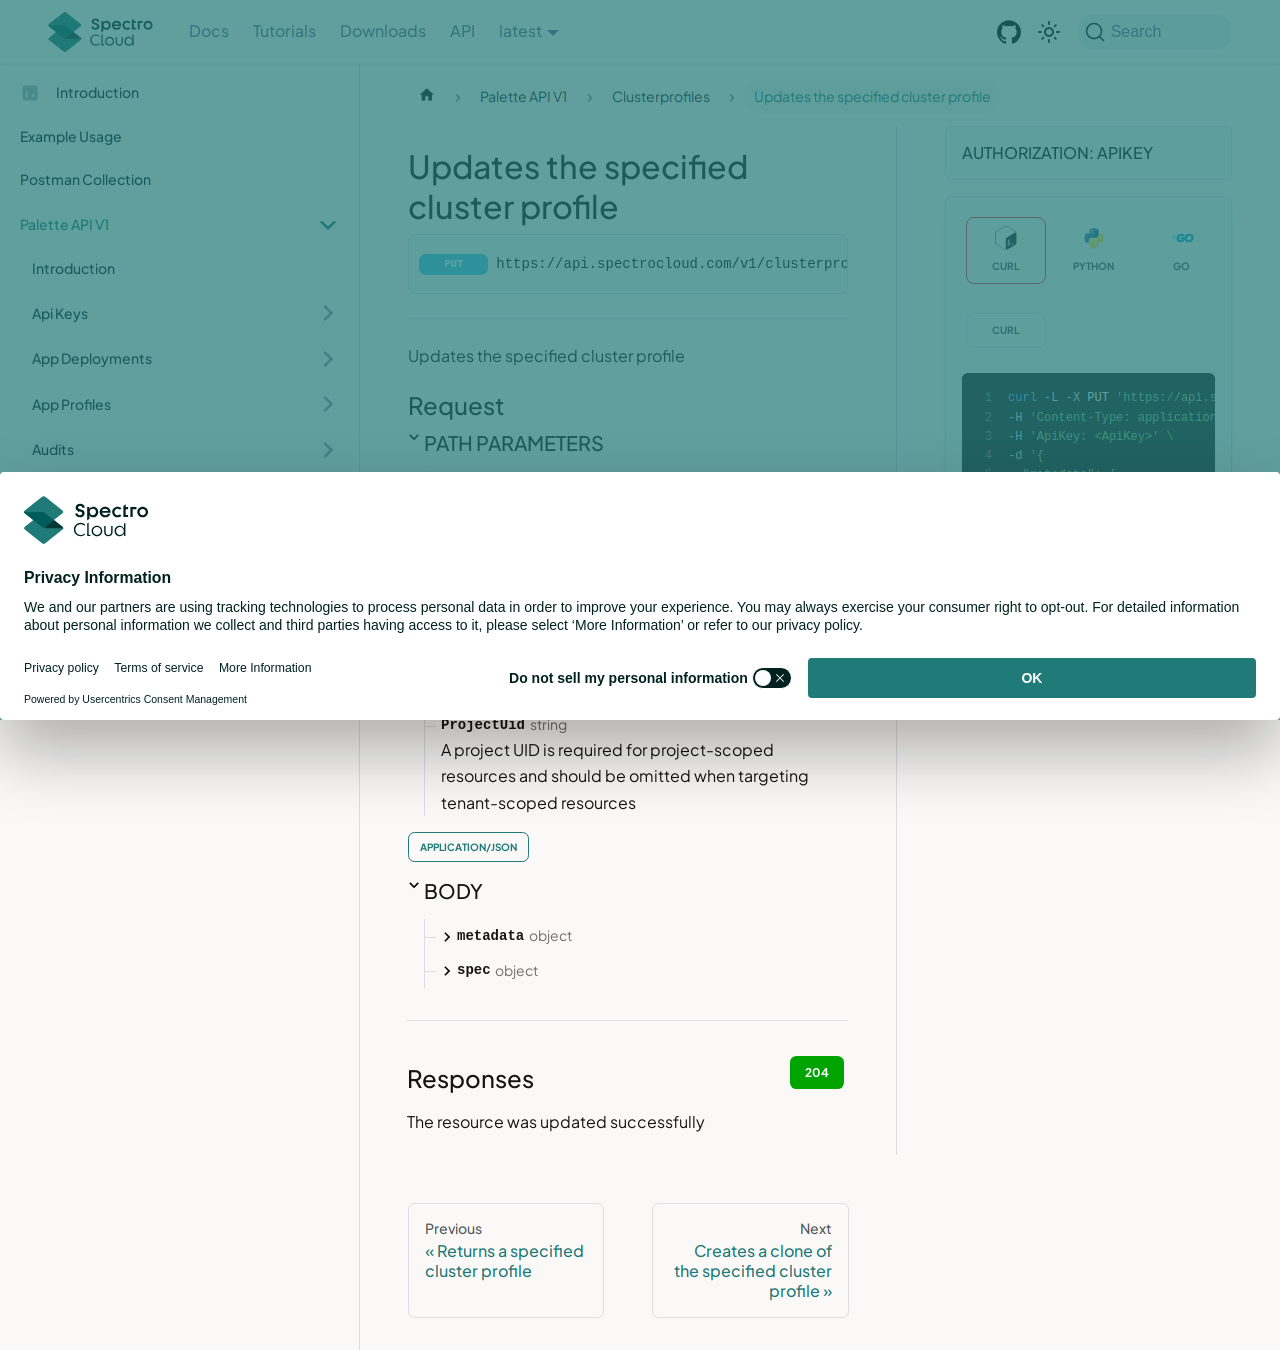 Spectro
Cloud
Docs
Tutorials
Downloads
API
latest
Search
Introduction
Example Usage
Postman Collection
Palette API V1
Introduction
Api Keys
App Deployments
App Profiles
Audits
Palette API V1
Clusterprofiles
Updates the specified cluster profile
Updates the specified
cluster profile
PUT
https://api.spectrocloud.com/v1/clusterpro
Updates the specified cluster profile
Request
PATH PARAMETERS
AUTHORIZATION: APIKEY
CURL
PYTHON
GO
CURL
1 curl -L -X PUT 'https://api.s
2 -H 'Content-Type: application
3 -H 'ApiKey: <ApiKey>' \
4 -d '{
Spectro
Cloud
Privacy Information
We and our partners are using tracking technologies to process personal data in order to improve your experience. You may always exercise your consumer right to opt-out. For detailed information
about personal information we collect and third parties having access to it, please select ‘More Information’ or refer to our privacy policy.
Privacy policy
Terms of service
More Information
Powered by Usercentrics Consent Management
Do not sell my personal information
OK
ProjectUid string
A project UID is required for project-scoped
resources and should be omitted when targeting
tenant-scoped resources
APPLICATION/JSON
BODY
metadata object
spec object
Responses
204
The resource was updated successfully
Previous
« Returns a specified
cluster profile
Next
Creates a clone of
the specified cluster
profile »